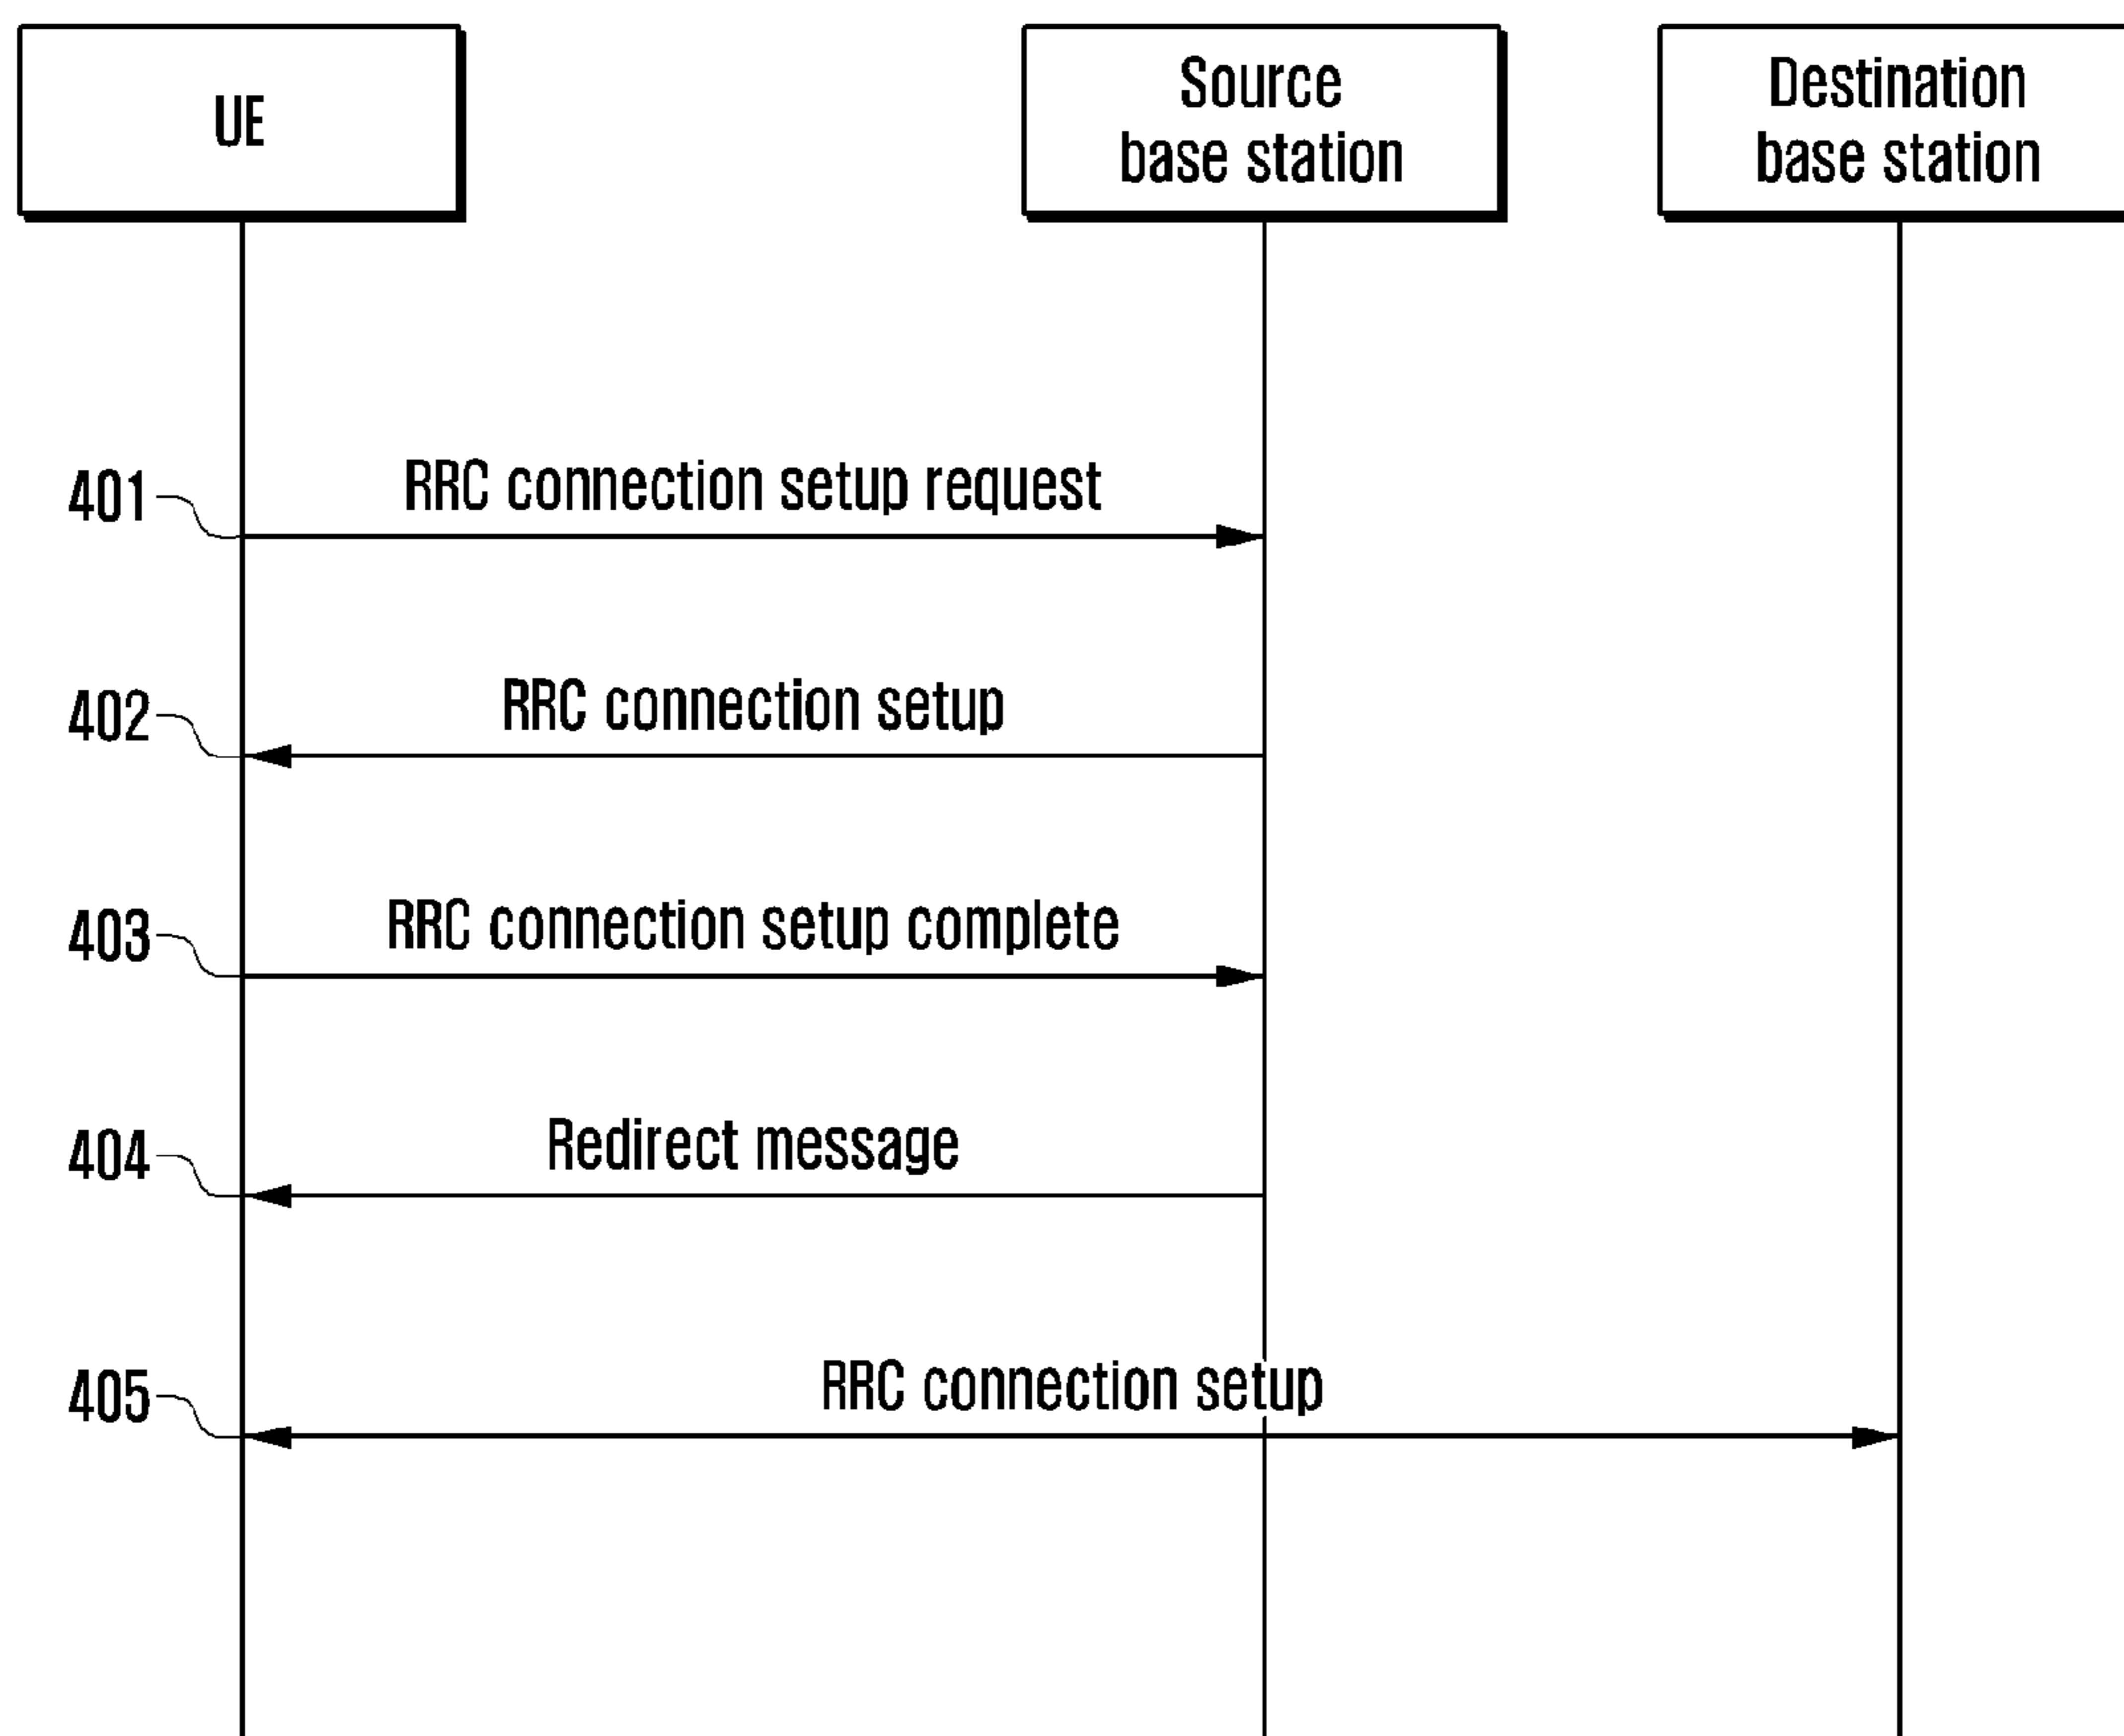 UE
Source
base station
Destination
base station
401
RRC connection setup request
402
RRC connection setup
403
RRC connection setup complete
404
Redirect message
405
RRC connection setup